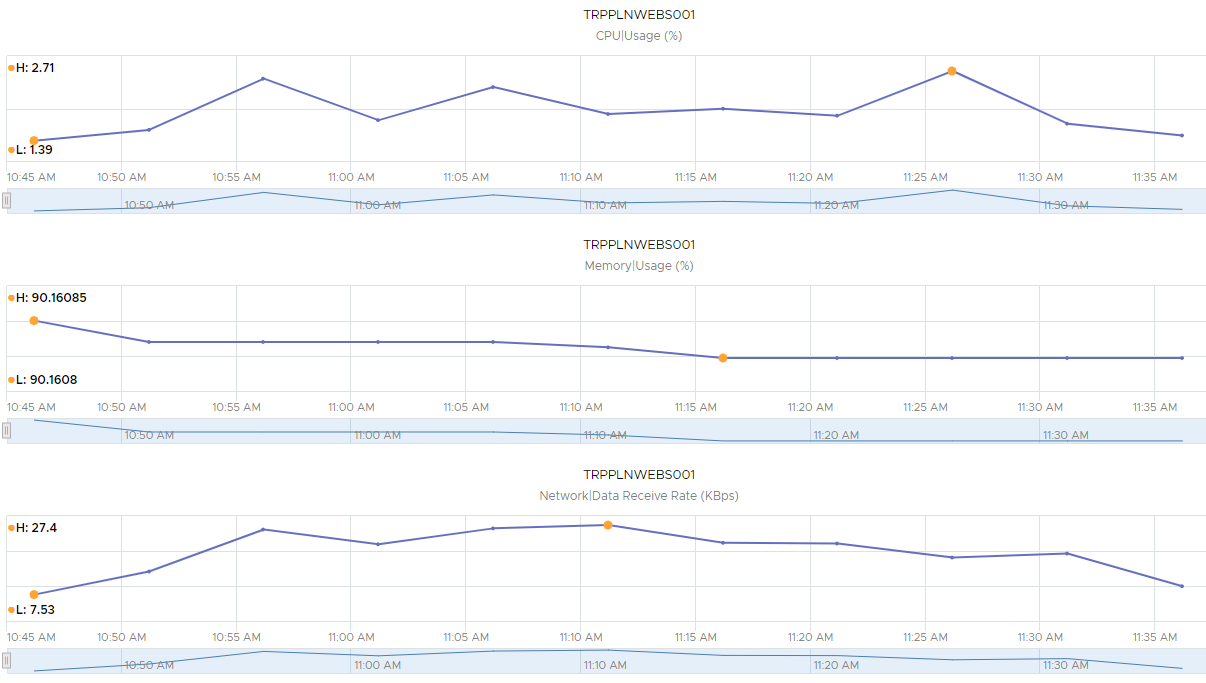 TRPPLNWEBS001
CPU|Usage (%)
H: 2.71
L: 1.39
10:45 AM 10:50 AM 10:55 AM 11:00 AM 11:05 AM 11:10 AM 11:15 AM 11:20 AM 11:25 AM 11:30 AM 11:35 AM
10:50 AM 11:00 AM 11:10 AM 11:20 AM 11:30 AM
TRPPLNWEBS001
Memory|Usage (%)
H: 90.16085
L: 90.1608
10:45 AM 10:50 AM 10:55 AM 11:00 AM 11:05 AM 11:10 AM 11:15 AM 11:20 AM 11:25 AM 11:30 AM 11:35 AM
10:50 AM 11:00 AM 11:10 AM 11:20 AM 11:30 AM
TRPPLNWEBS001
Network|Data Receive Rate (KBps)
H: 27.4
L: 7.53
10:45 AM 10:50 AM 10:55 AM 11:00 AM 11:05 AM 11:10 AM 11:15 AM 11:20 AM 11:25 AM 11:30 AM 11:35 AM
10:50 AM 11:00 AM 11:10 AM 11:20 AM 11:30 AM